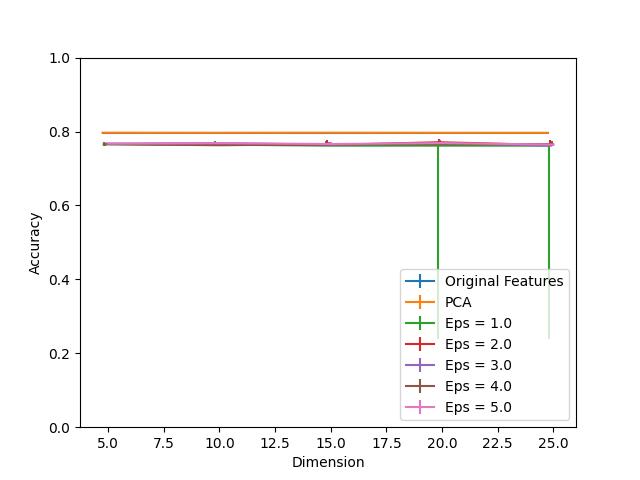 1.0
0.8
0.6
0.4
0.2
0.0
Accuracy
Original Features
PCA
Eps = 1.0
Eps = 2.0
Eps = 3.0
Eps = 4.0
Eps = 5.0
5.0 7.5 10.0 12.5 15.0 17.5 20.0 22.5 25.0
Dimension